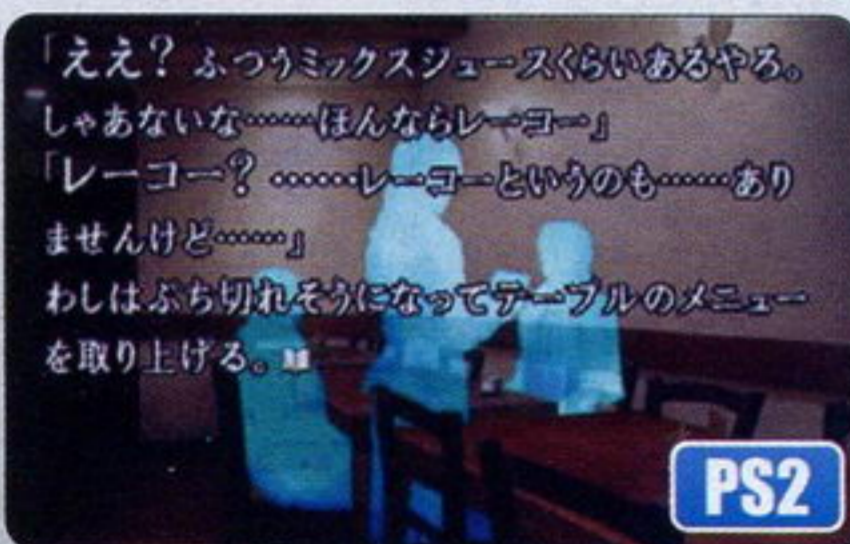 「ええ？ ふつうミックスジュースくらいあるやろ。
しゃあないな……ほんならレーコー」
「レーコー？ ……レーコーというのも……あり
ませんけど……」
わしはぶち切れそうになってテーブルのメニュー
を取り上げる。
PS2